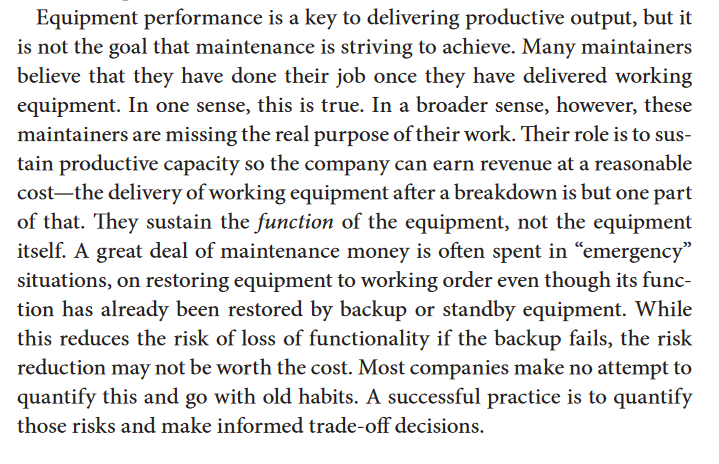 Equipment performance is a key to delivering productive output, but it
is not the goal that maintenance is striving to achieve. Many maintainers
believe that they have done their job once they have delivered working
equipment. In one sense, this is true. In a broader sense, however, these
maintainers are missing the real purpose of their work. Their role is to sus-
tain productive capacity so the company can earn revenue at a reasonable
cost—the delivery of working equipment after a breakdown is but one part
of that. They sustain the function of the equipment, not the equipment
itself. A great deal of maintenance money is often spent in “emergency”
situations, on restoring equipment to working order even though its func-
tion has already been restored by backup or standby equipment. While
this reduces the risk of loss of functionality if the backup fails, the risk
reduction may not be worth the cost. Most companies make no attempt to
quantify this and go with old habits. A successful practice is to quantify
those risks and make informed trade-off decisions.